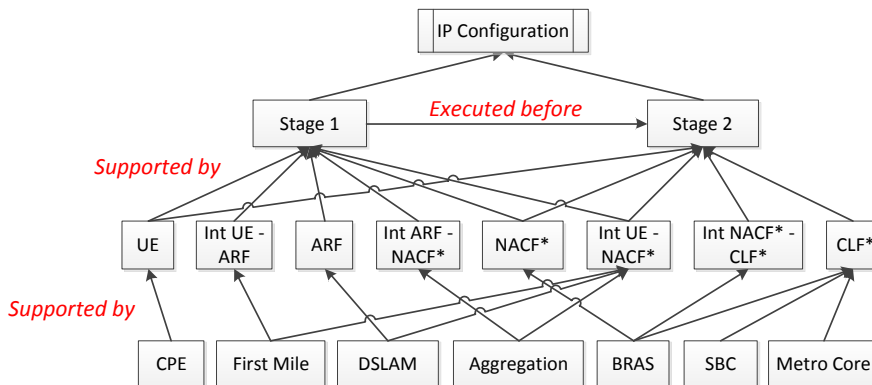 IP Configuration
Executed before
Stage 1
Stage 2
Supported by
UE
Int UE -
ARF
ARF
Int ARF -
NACF*
NACF*
Int UE -
NACF*
Int NACF* -
CLF*
CLF*
Supported by
CPE
First Mile
DSLAM
Aggregation
BRAS
SBC
Metro Core